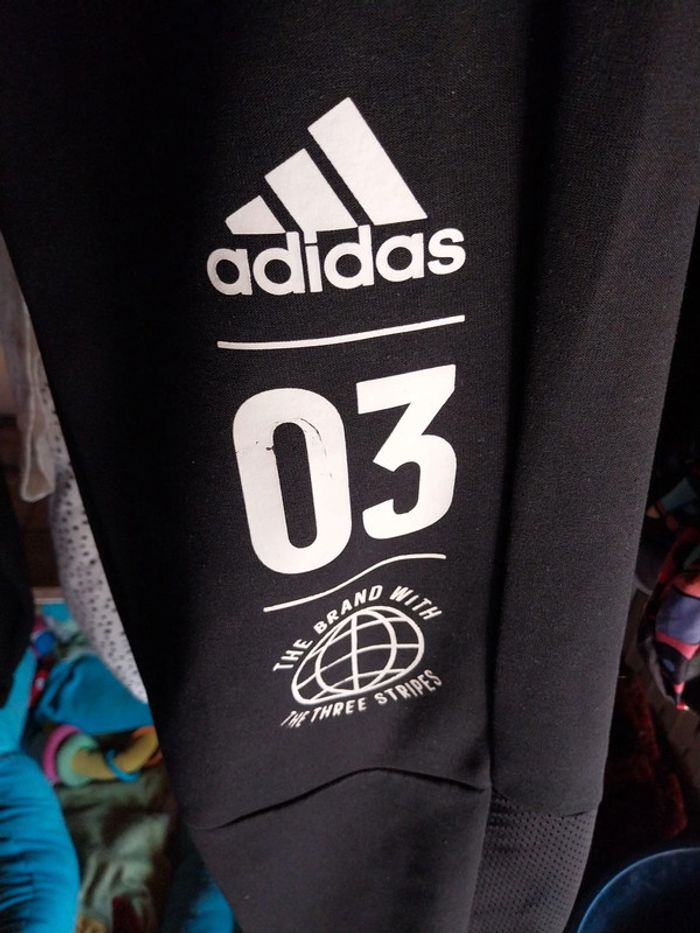 adidas
03
THE BRAND WITH
THE THREE STRIPES